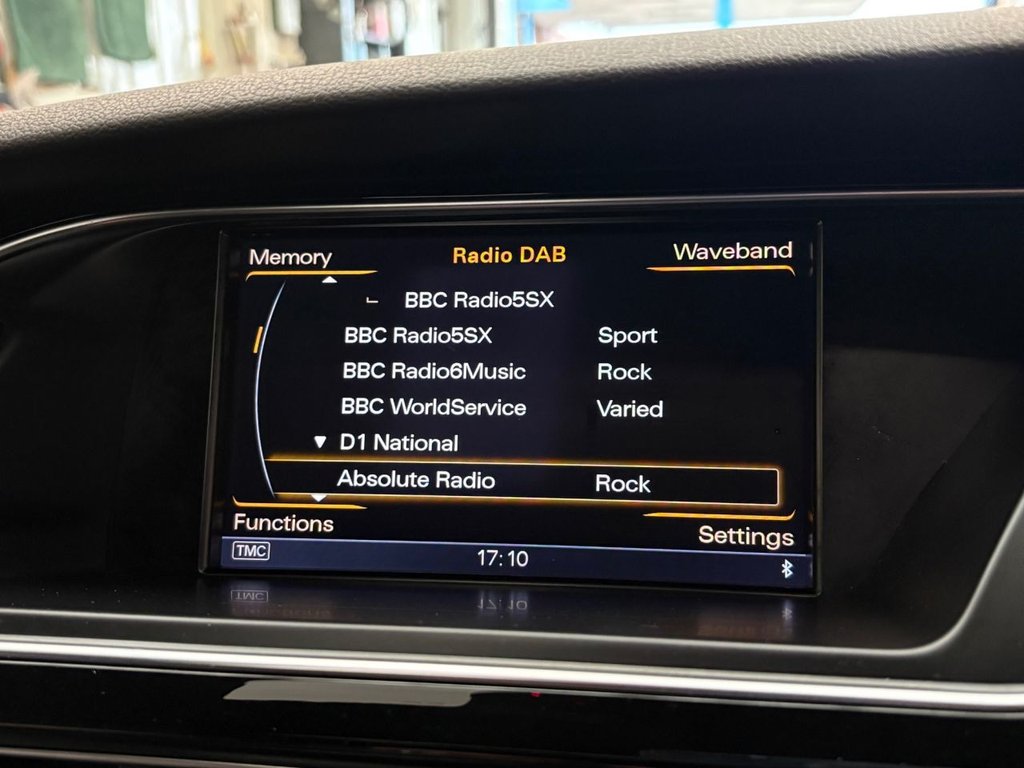 Memory Radio DAB Waveband
BBC Radio5SX
BBC Radio5SX Sport
BBC Radio6Music Rock
BBC WorldService Varied
D1 National
Absolute Radio Rock
Functions Settings
TMC 17:10